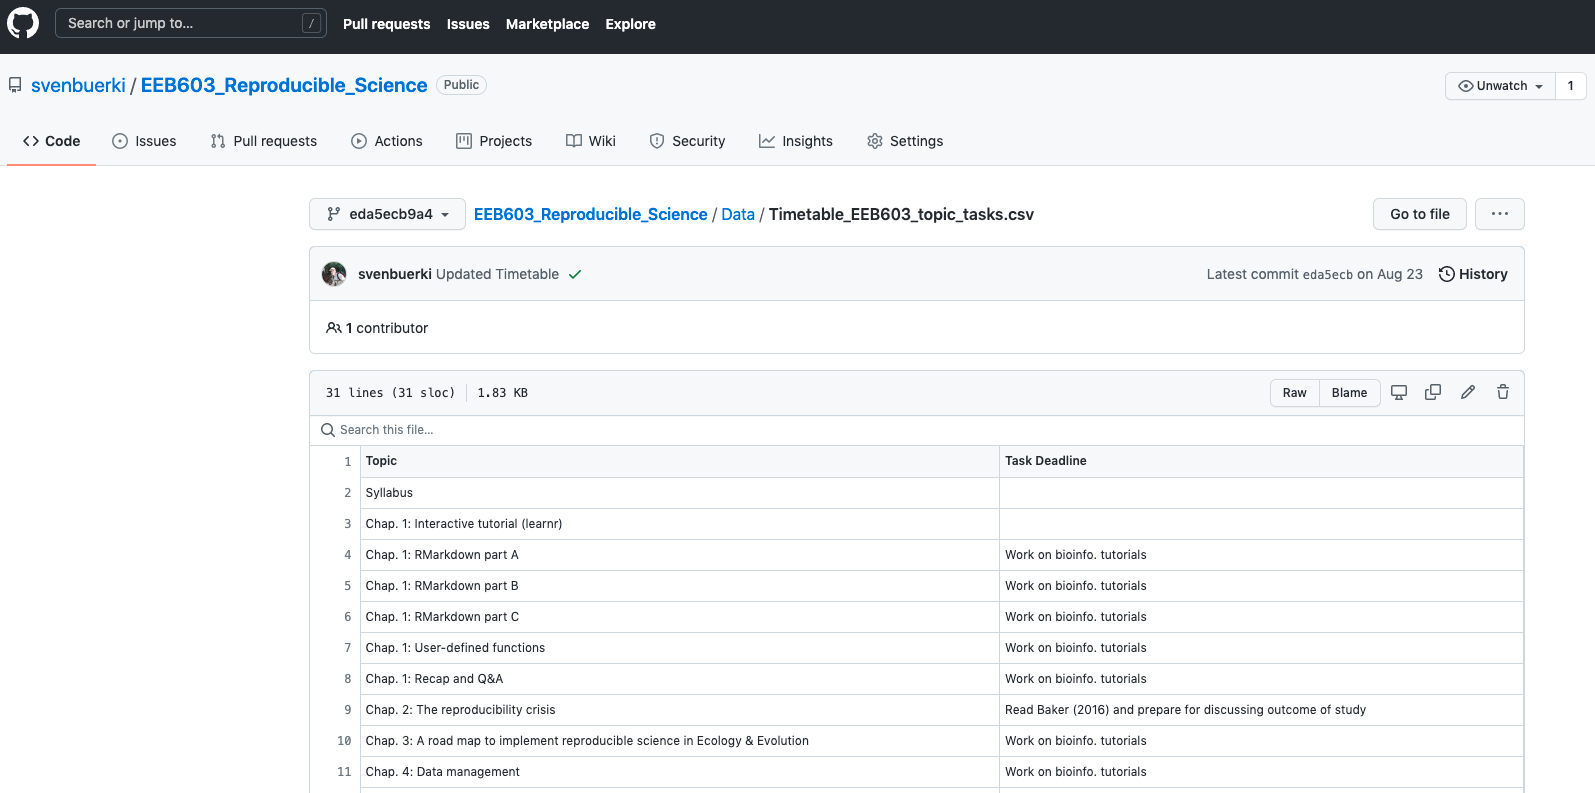 Search or jump to... /
Pull requests Issues Marketplace Explore
svenbuerki / EEB603_Reproducible_Science Public
Unwatch 1
Code Issues Pull requests Actions Projects Wiki Security Insights Settings
eda5ecb9a4 EEB603_Reproducible_Science / Data / Timetable_EEB603_topic_tasks.csv Go to file ...
svenbuerki Updated Timetable Latest commit eda5ecb on Aug 23 History
1 contributor
31 lines (31 sloc) 1.83 KB Raw Blame
Search this file...
1 Topic Task Deadline
2 Syllabus
3 Chap. 1: Interactive tutorial (learnr)
4 Chap. 1: RMarkdown part A Work on bioinfo. tutorials
5 Chap. 1: RMarkdown part B Work on bioinfo. tutorials
6 Chap. 1: RMarkdown part C Work on bioinfo. tutorials
7 Chap. 1: User-defined functions Work on bioinfo. tutorials
8 Chap. 1: Recap and Q&A Work on bioinfo. tutorials
9 Chap. 2: The reproducibility crisis Read Baker (2016) and prepare for discussing outcome of study
10 Chap. 3: A road map to implement reproducible science in Ecology & Evolution Work on bioinfo. tutorials
11 Chap. 4: Data management Work on bioinfo. tutorials